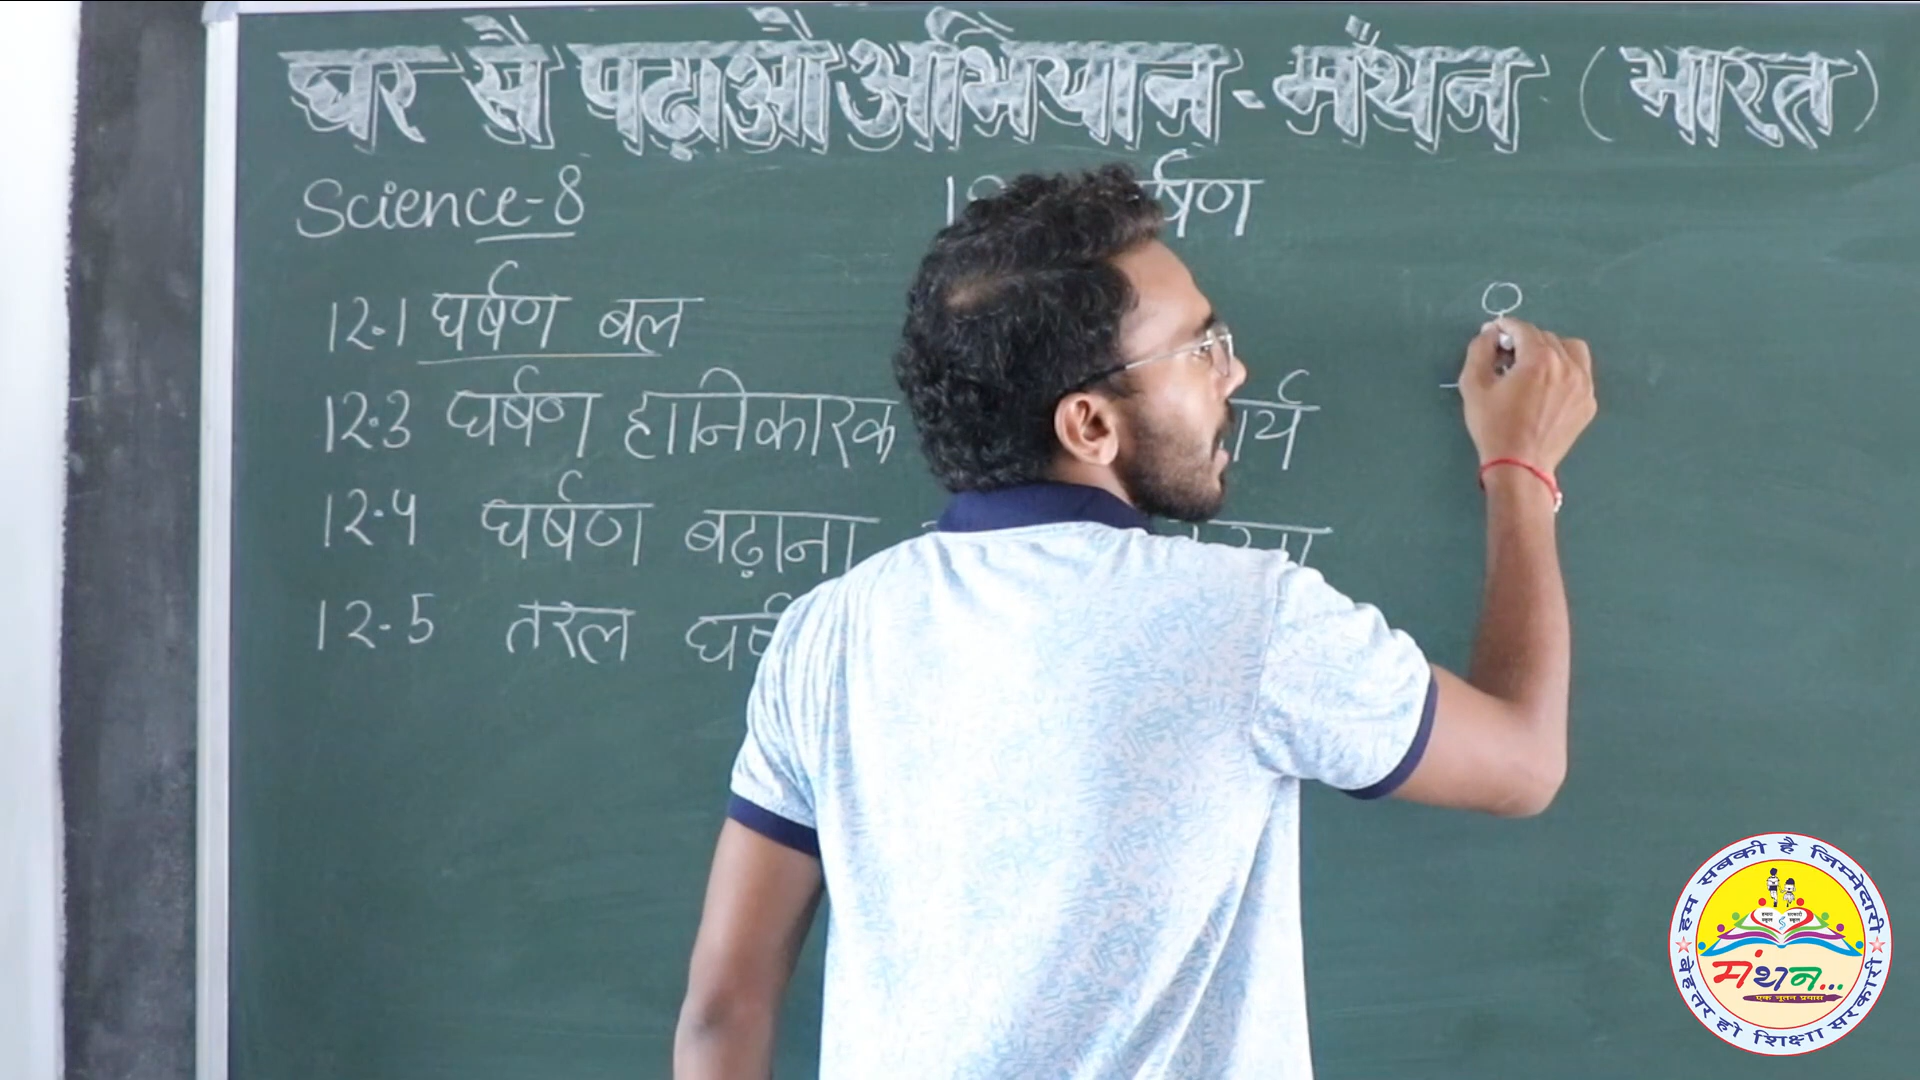 घर से पढ़ाओ अभियान - मंथन (भारत)
Science-8
12.1 घर्षण बल
12.3 घर्षण हानिकारक
12.4 घर्षण बढ़ाना
12.5 तरल
हम सबकी है जिम्मेदारी
मंथन...
एक नूतन प्रयास
बेहतर हो शिक्षा सरकारी